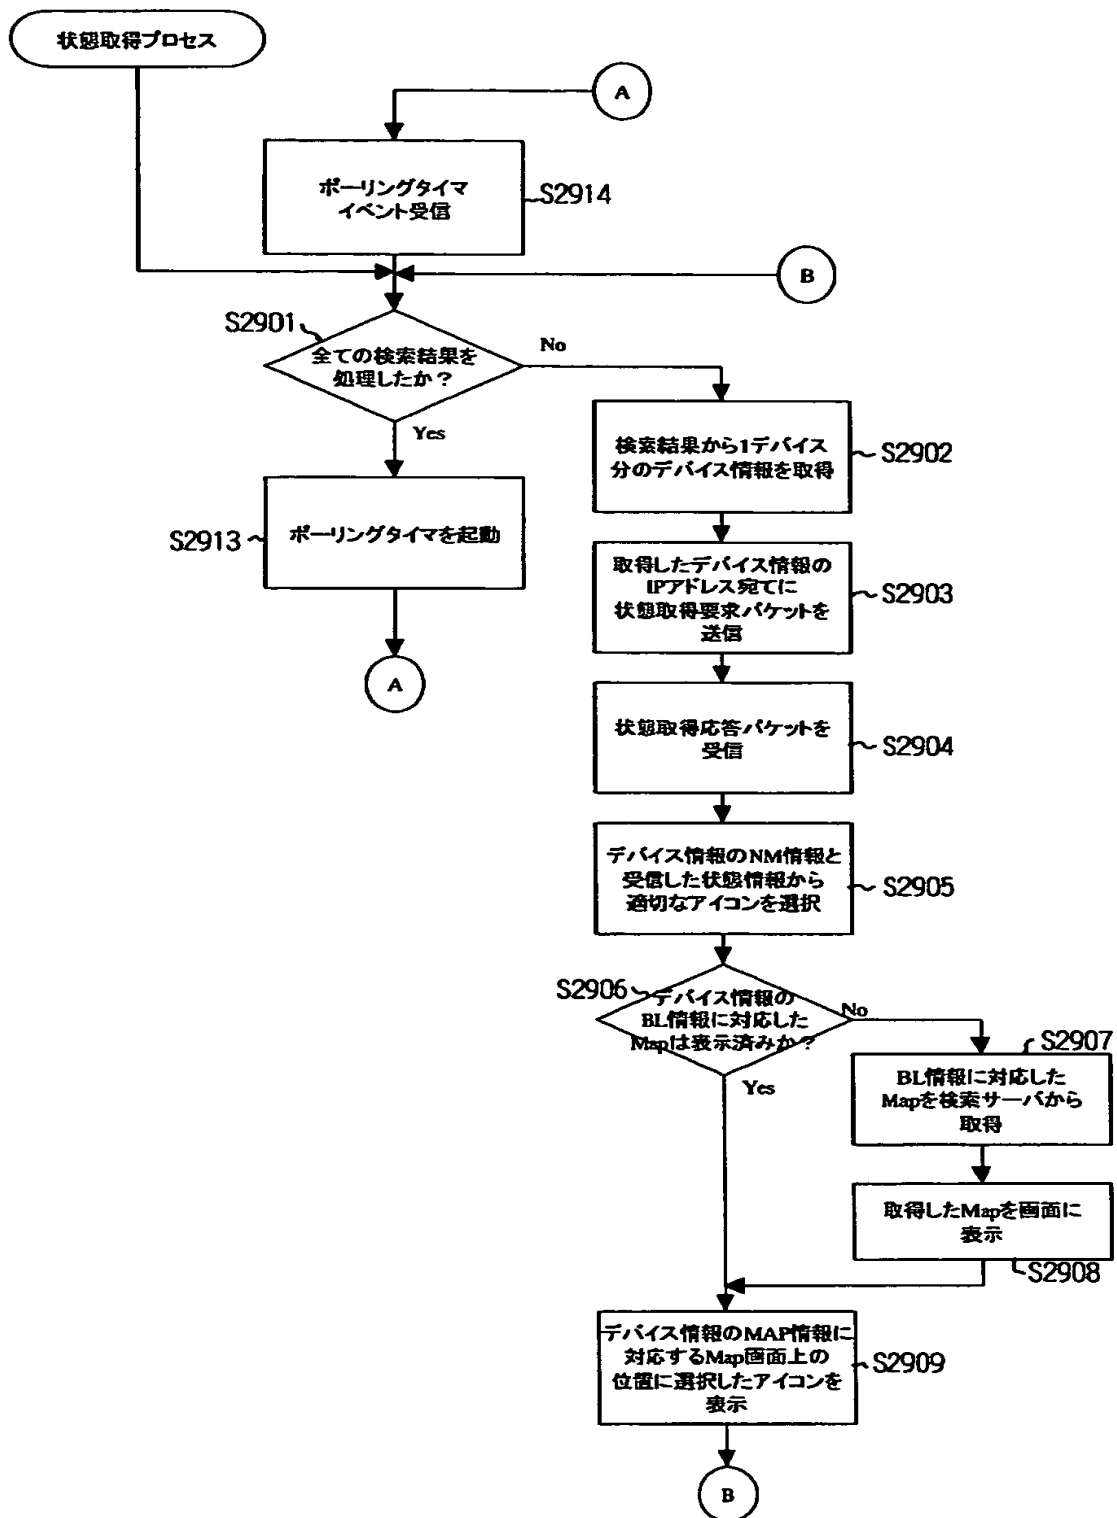 状態取得プロセス
A
ポーリングタイマ
イベント受信
S2914
B
S2901
全ての検索結果を
処理したか?
No
Yes
検索結果から1デバイス
分のデバイス情報を取得
S2902
S2913
ポーリングタイマを起動
取得したデバイス情報の
IPアドレス宛てに
状態取得要求パケットを
送信
S2903
A
状態取得応答パケットを
受信
S2904
デバイス情報のNM情報と
受信した状態情報から
適切なアイコンを選択
S2905
S2906
デバイス情報の
BL情報に対応した
Mapは表示済みか?
No
Yes
S2907
BL情報に対応した
Mapを検索サーバから
取得
取得したMapを画面に
表示
S2908
デバイス情報のMAP情報に
対応するMap画面上の
位置に選択したアイコンを
表示
S2909
B